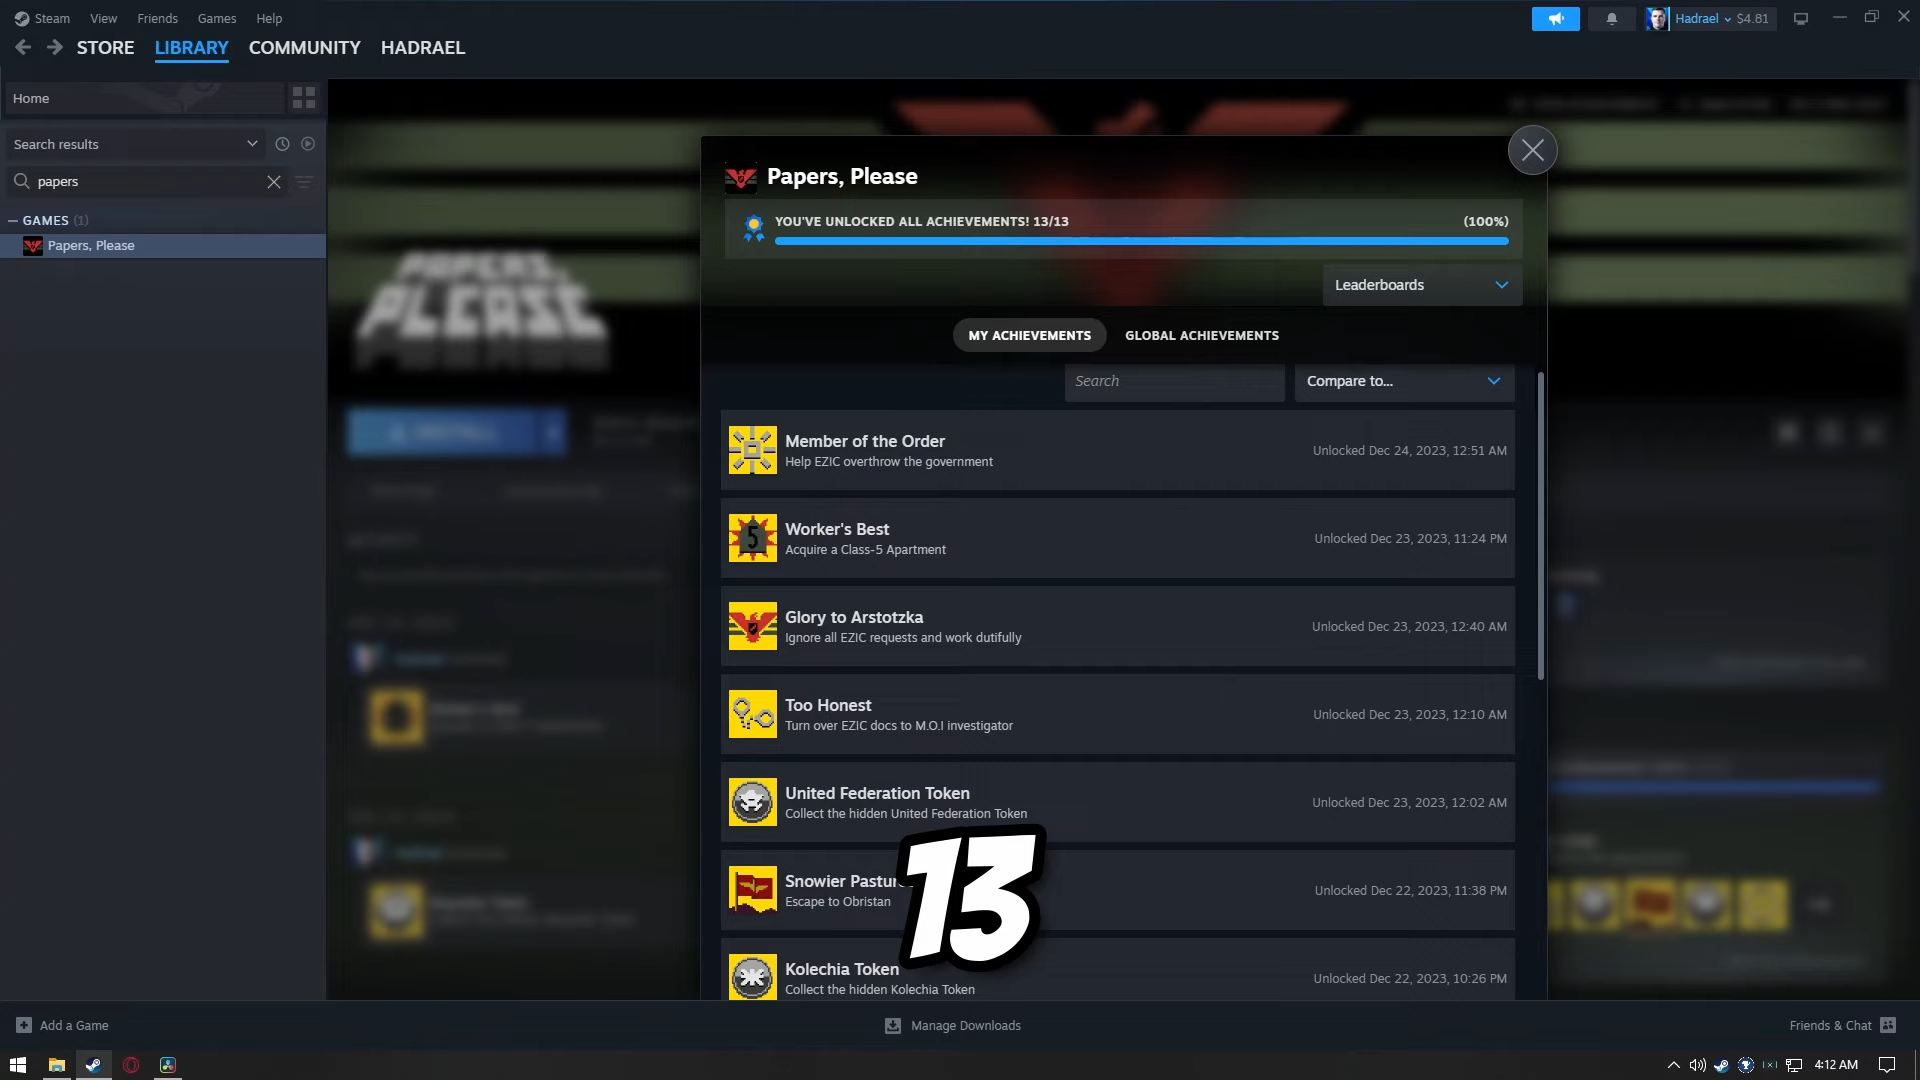 Steam View Friends Games Help
Hadrael $4.81
STORE LIBRARY COMMUNITY HADRAEL
Home
Search results
papers
GAMES (1)
Papers, Please
PAPERS,
PLEASE
INSTALL
Papers, Please
YOU'VE UNLOCKED ALL ACHIEVEMENTS! 13/13 (100%)
Leaderboards
MY ACHIEVEMENTS GLOBAL ACHIEVEMENTS
Search Compare to...
Member of the Order
Help EZIC overthrow the government
Unlocked Dec 24, 2023, 12:51 AM
5
Worker's Best
Acquire a Class-5 Apartment
Unlocked Dec 23, 2023, 11:24 PM
Glory to Arstotzka
Ignore all EZIC requests and work dutifully
Unlocked Dec 23, 2023, 12:40 AM
Too Honest
Turn over EZIC docs to M.O.I investigator
Unlocked Dec 23, 2023, 12:10 AM
United Federation Token
Collect the hidden United Federation Token
Unlocked Dec 23, 2023, 12:02 AM
Snowier Pastur
Escape to Obristan
Unlocked Dec 22, 2023, 11:38 PM
13
Kolechia Token
Collect the hidden Kolechia Token
Unlocked Dec 22, 2023, 10:26 PM
Add a Game
Manage Downloads
Friends & Chat
4:12 AM